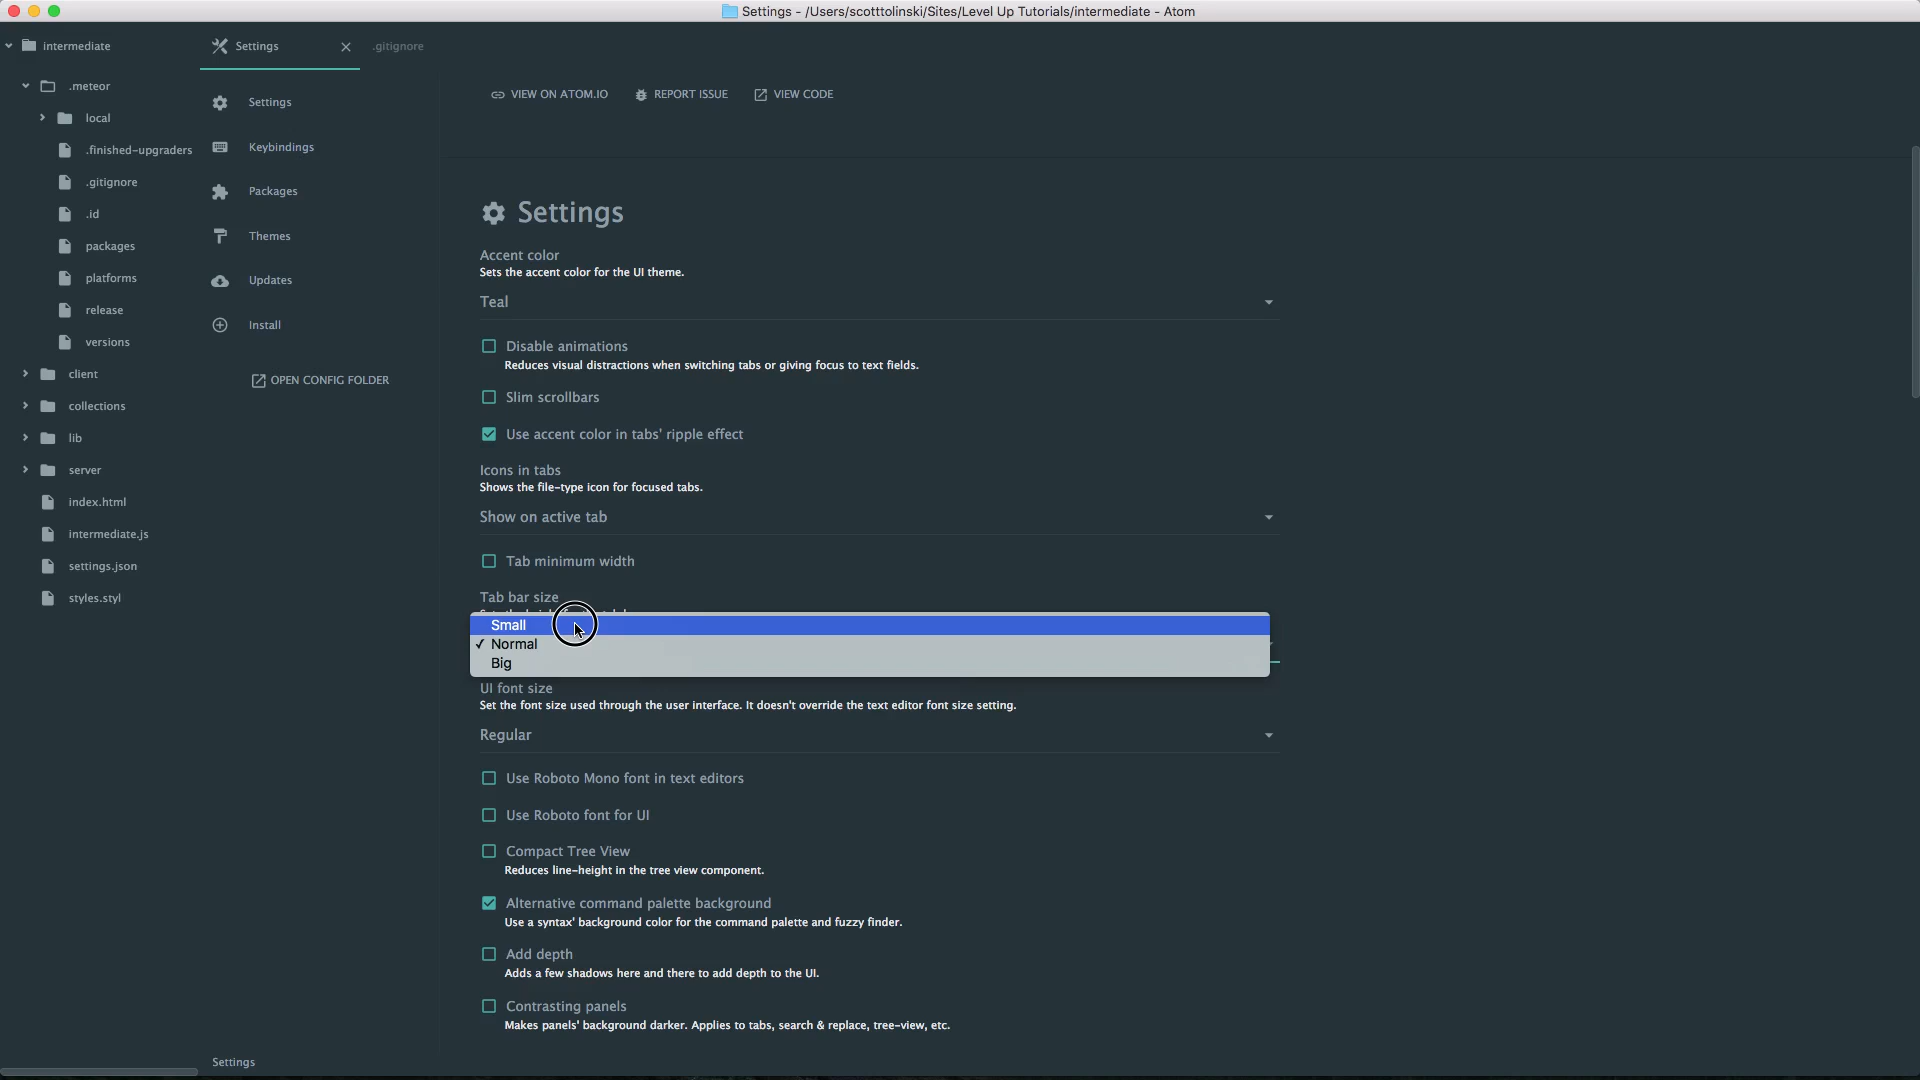 Settings - /Users/scotttolinski/Sites/Level Up Tutorials/intermediate - Atom
intermediate
Settings
.gitignore
.meteor
local
.finished-upgraders
.gitignore
.id
packages
platforms
release
versions
client
collections
lib
server
index.html
intermediate.js
settings.json
styles.styl
Settings
Keybindings
Packages
Themes
Updates
Install
OPEN CONFIG FOLDER
VIEW ON ATOM.IO
REPORT ISSUE
VIEW CODE
Settings
Accent color
Sets the accent color for the UI theme.
Teal
Disable animations
Reduces visual distractions when switching tabs or giving focus to text fields.
Slim scrollbars
Use accent color in tabs' ripple effect
Icons in tabs
Shows the file-type icon for focused tabs.
Show on active tab
Tab minimum width
Tab bar size
Small
Normal
Big
UI font size
Set the font size used through the user interface. It doesn't override the text editor font size setting.
Regular
Use Roboto Mono font in text editors
Use Roboto font for UI
Compact Tree View
Reduces line-height in the tree view component.
Alternative command palette background
Use a syntax' background color for the command palette and fuzzy finder.
Add depth
Adds a few shadows here and there to add depth to the UI.
Contrasting panels
Makes panels' background darker. Applies to tabs, search & replace, tree-view, etc.
Settings